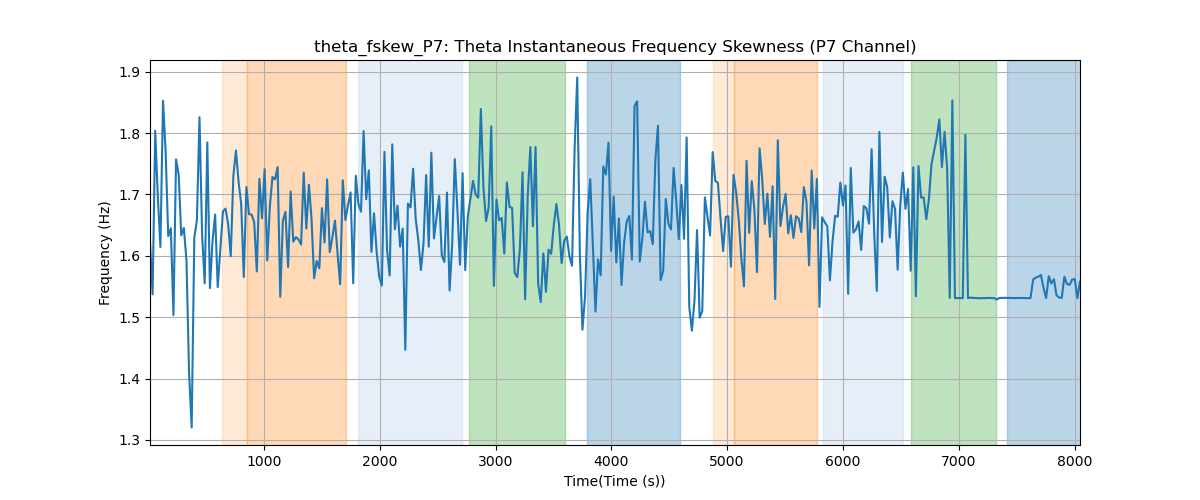 theta_fskew_P7: Theta Instantaneous Frequency Skewness (P7 Channel)
Frequency (Hz)
1.9
1.8
1.7
1.6
1.5
1.4
1.3
1000 2000 3000 4000 5000 6000 7000 8000
Time(Time (s))